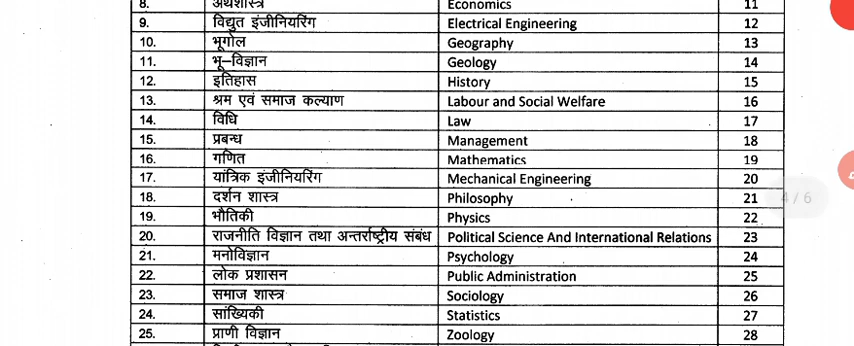 8. अर्थशास्त्र Economics 11
9. विद्युत इंजीनियरिंग Electrical Engineering 12
10. भूगोल Geography 13
11. भू–विज्ञान Geology 14
12. इतिहास History 15
13. श्रम एवं समाज कल्याण Labour and Social Welfare 16
14. विधि Law 17
15. प्रबन्ध Management 18
16. गणित Mathematics 19
17. यांत्रिक इंजीनियरिंग Mechanical Engineering 20
18. दर्शन शास्त्र Philosophy 21
4 / 6
19. भौतिकी Physics 22
20. राजनीति विज्ञान तथा अन्तर्राष्ट्रीय संबंध Political Science And International Relations 23
21. मनोविज्ञान Psychology 24
22. लोक प्रशासन Public Administration 25
23. समाज शास्त्र Sociology 26
24. सांख्यिकी Statistics 27
25. प्राणी विज्ञान Zoology 28